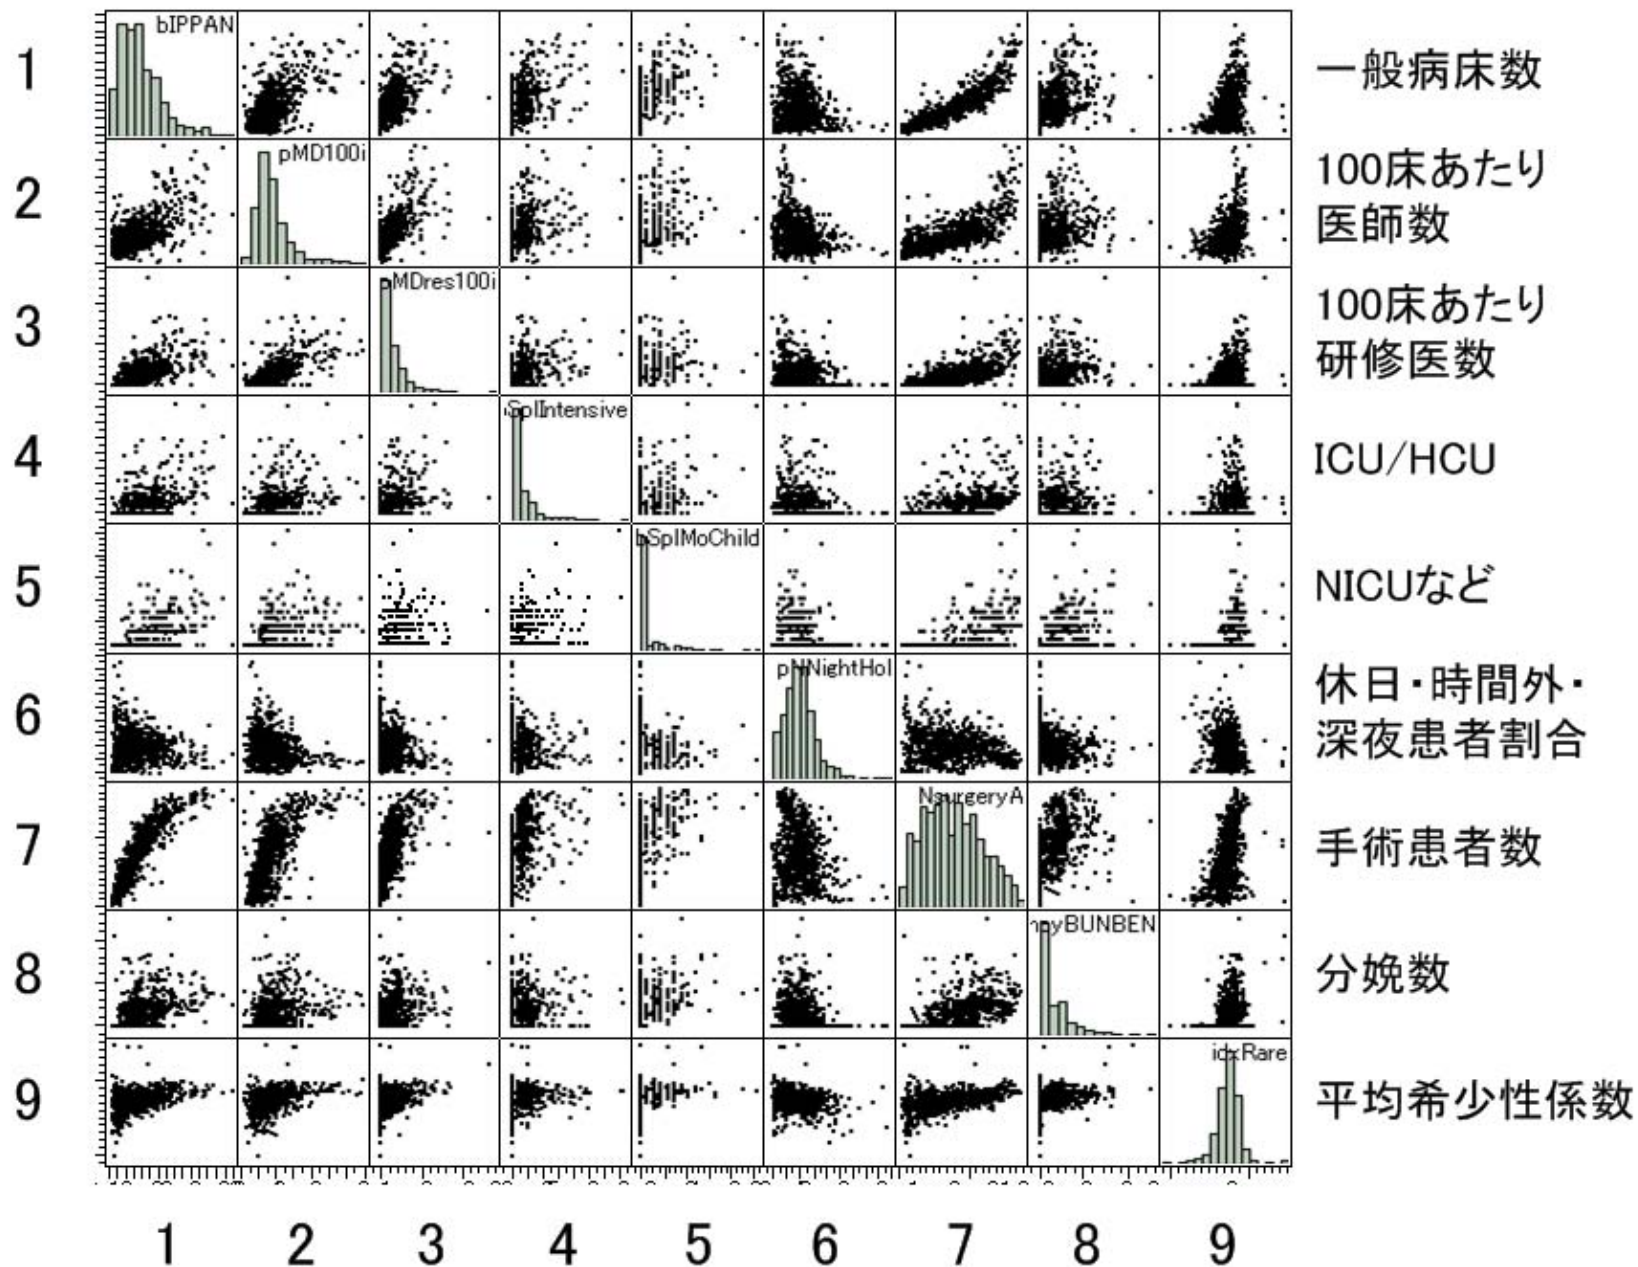 1
bIPPAN
一般病床数
2
pMD100i
100床あたり
医師数
3
MDres100i
100床あたり
研修医数
4
SplIntensive
ICU/HCU
5
bSplMoChild
NICUなど
6
NightHol
休日・時間外・
深夜患者割合
7
NsurgeryA
手術患者数
8
yBUNBEN
分娩数
9
idxRare
平均希少性係数
1 2 3 4 5 6 7 8 9